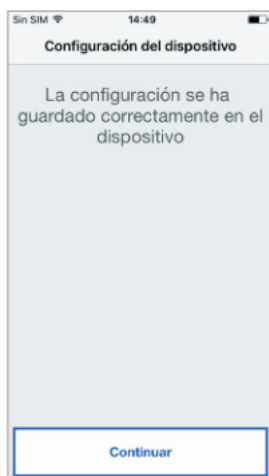 Sin SIM 14:49
Configuración del dispositivo
La configuración se ha
guardado correctamente en el
dispositivo
Continuar